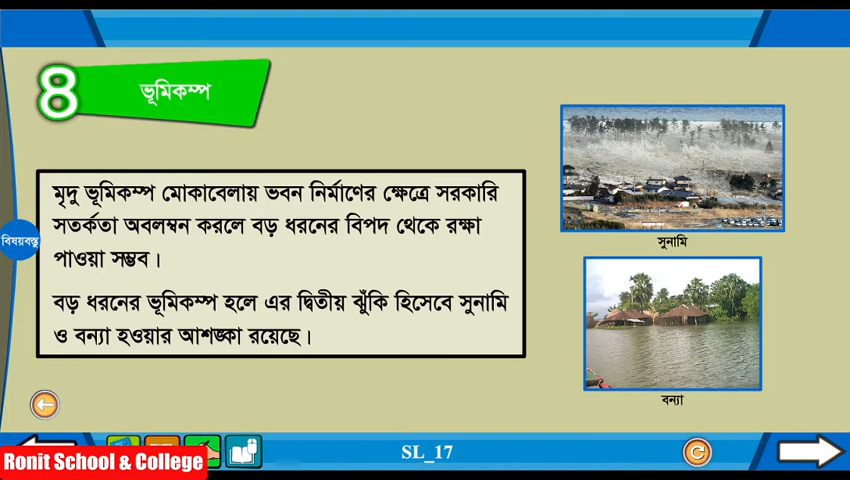 ৪
ভূমিকম্প
মৃদু ভূমিকম্প মোকাবেলায় ভবন নির্মাণের ক্ষেত্রে সরকারি
সতর্কতা অবলম্বন করলে বড় ধরনের বিপদ থেকে রক্ষা
পাওয়া সম্ভব।
বড় ধরনের ভূমিকম্প হলে এর দ্বিতীয় ঝুঁকি হিসেবে সুনামি
ও বন্যা হওয়ার আশঙ্কা রয়েছে।
বিষয়বস্তু
সুনামি
বন্যা
SL_17
Ronit School & College